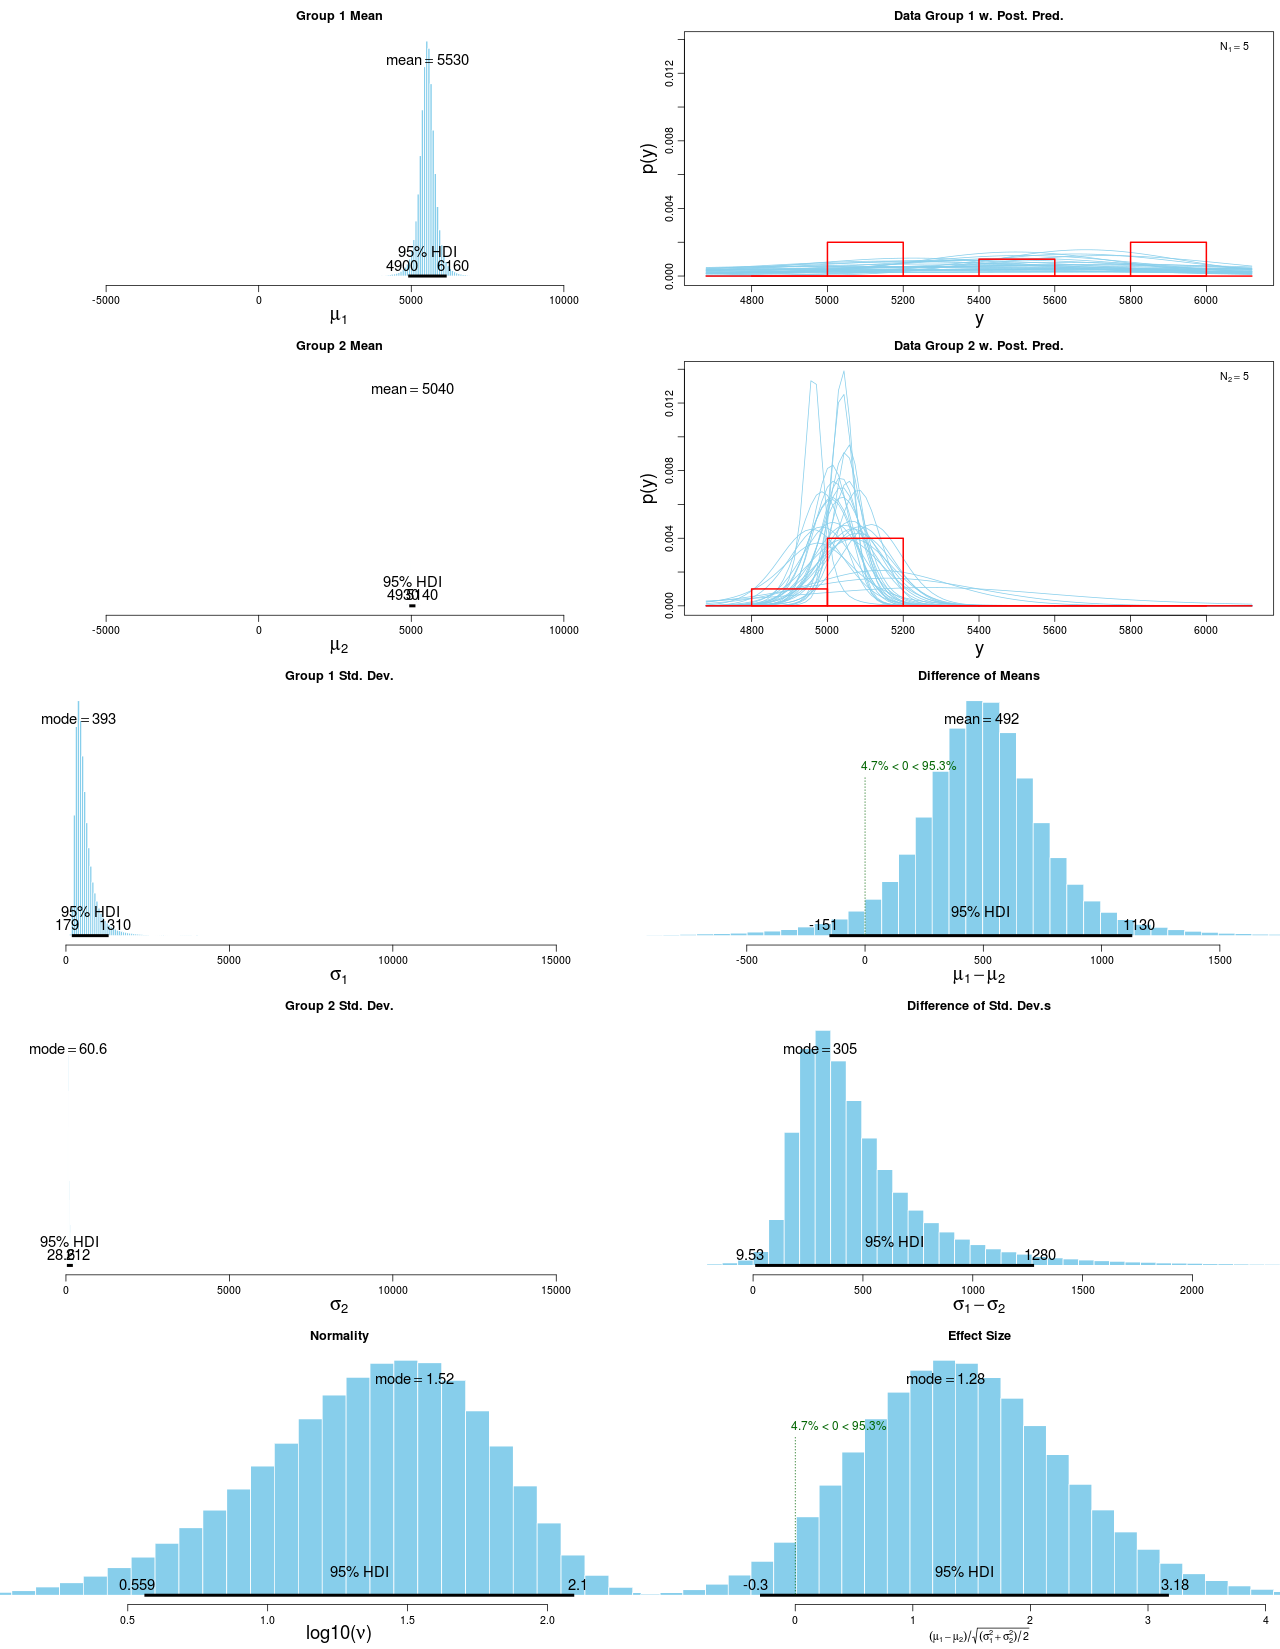 Group 1 Mean
mean = 5530
95% HDI
4900 6160
-5000 0 5000 10000
μ1
Data Group 1 w. Post. Pred.
N1 = 5
p(y)
0.000 0.004 0.008 0.012
4800 5000 5200 5400 5600 5800 6000
y
Group 2 Mean
mean = 5040
95% HDI
4930 5140
-5000 0 5000 10000
μ2
Data Group 2 w. Post. Pred.
N2 = 5
p(y)
0.000 0.004 0.008 0.012
4800 5000 5200 5400 5600 5800 6000
y
Group 1 Std. Dev.
mode = 393
95% HDI
179 1310
0 5000 10000 15000
σ1
Difference of Means
mean = 492
4.7% < 0 < 95.3%
95% HDI
-151 1130
-500 0 500 1000 1500
μ1 − μ2
Group 2 Std. Dev.
mode = 60.6
95% HDI
212
0 5000 10000 15000
σ2
Difference of Std. Dev.s
mode = 305
95% HDI
9.53 1280
0 500 1000 1500 2000
σ1 − σ2
Normality
mode = 1.52
95% HDI
0.559 2.1
0.5 1.0 1.5 2.0
log10(ν)
Effect Size
mode = 1.28
4.7% < 0 < 95.3%
95% HDI
-0.3 3.18
0 1 2 3 4
(μ1 − μ2)/√(σ1² + σ2²)/2